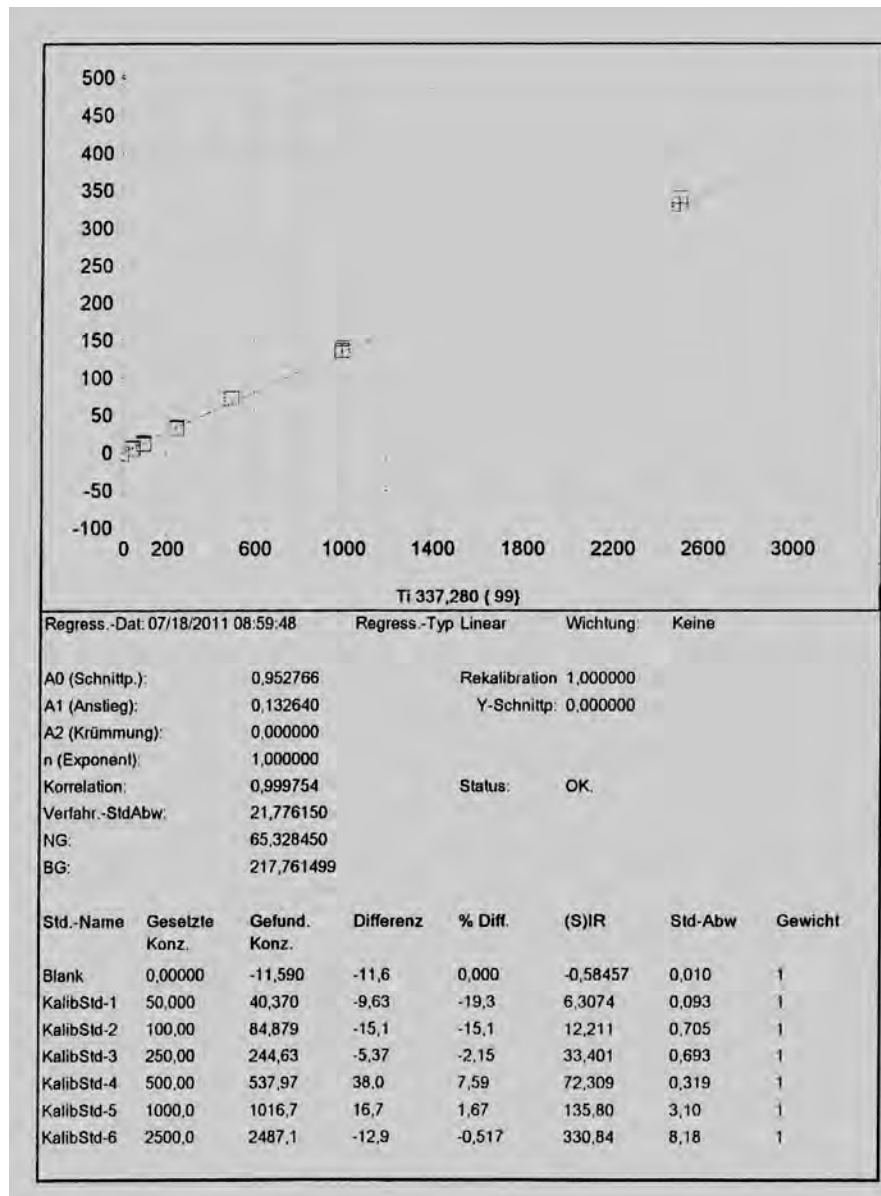 500
450
400
350
300
250
200
150
100
50
0
-50
-100
0 200 600 1000 1400 1800 2200 2600 3000
Ti 337,280 { 99}
Regress.-Dat: 07/18/2011 08:59:48 Regress.-Typ Linear Wichtung: Keine
A0 (Schnittp.): 0,952766 Rekalibration 1,000000
A1 (Anstieg): 0,132640 Y-Schnittp: 0,000000
A2 (Krümmung): 0,000000
n (Exponent): 1,000000
Korrelation: 0,999754 Status: OK.
Verfahr.-StdAbw: 21,776150
NG: 65,328450
BG: 217,761499
Std.-Name Gesetzte Gefund. Differenz % Diff. (S)IR Std-Abw Gewicht
Konz. Konz.
Blank 0,00000 -11,590 -11,6 0,000 -0,58457 0,010 1
KalibStd-1 50,000 40,370 -9,63 -19,3 6,3074 0,093 1
KalibStd-2 100,00 84,879 -15,1 -15,1 12,211 0,705 1
KalibStd-3 250,00 244,63 -5,37 -2,15 33,401 0,693 1
KalibStd-4 500,00 537,97 38,0 7,59 72,309 0,319 1
KalibStd-5 1000,0 1016,7 16,7 1,67 135,80 3,10 1
KalibStd-6 2500,0 2487,1 -12,9 -0,517 330,84 8,18 1